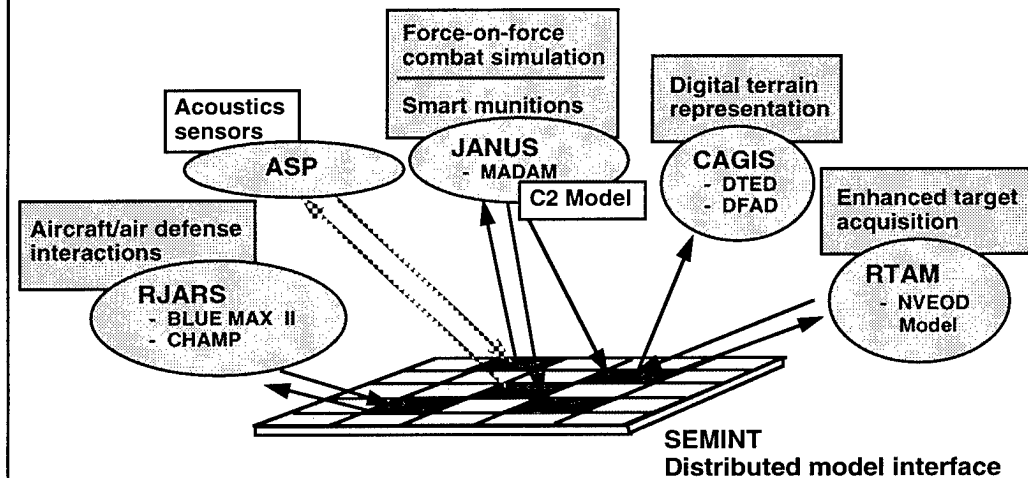 Force-on-force
combat simulation
Smart munitions
JANUS
- MADAM
C2 Model
Acoustics
sensors
ASP
Digital terrain
representation
CAGIS
- DTED
- DFAD
Enhanced target
acquisition
RTAM
- NVEOD
Model
Aircraft/air defense
interactions
RJARS
- BLUE MAX II
- CHAMP
SEMINT
Distributed model interface